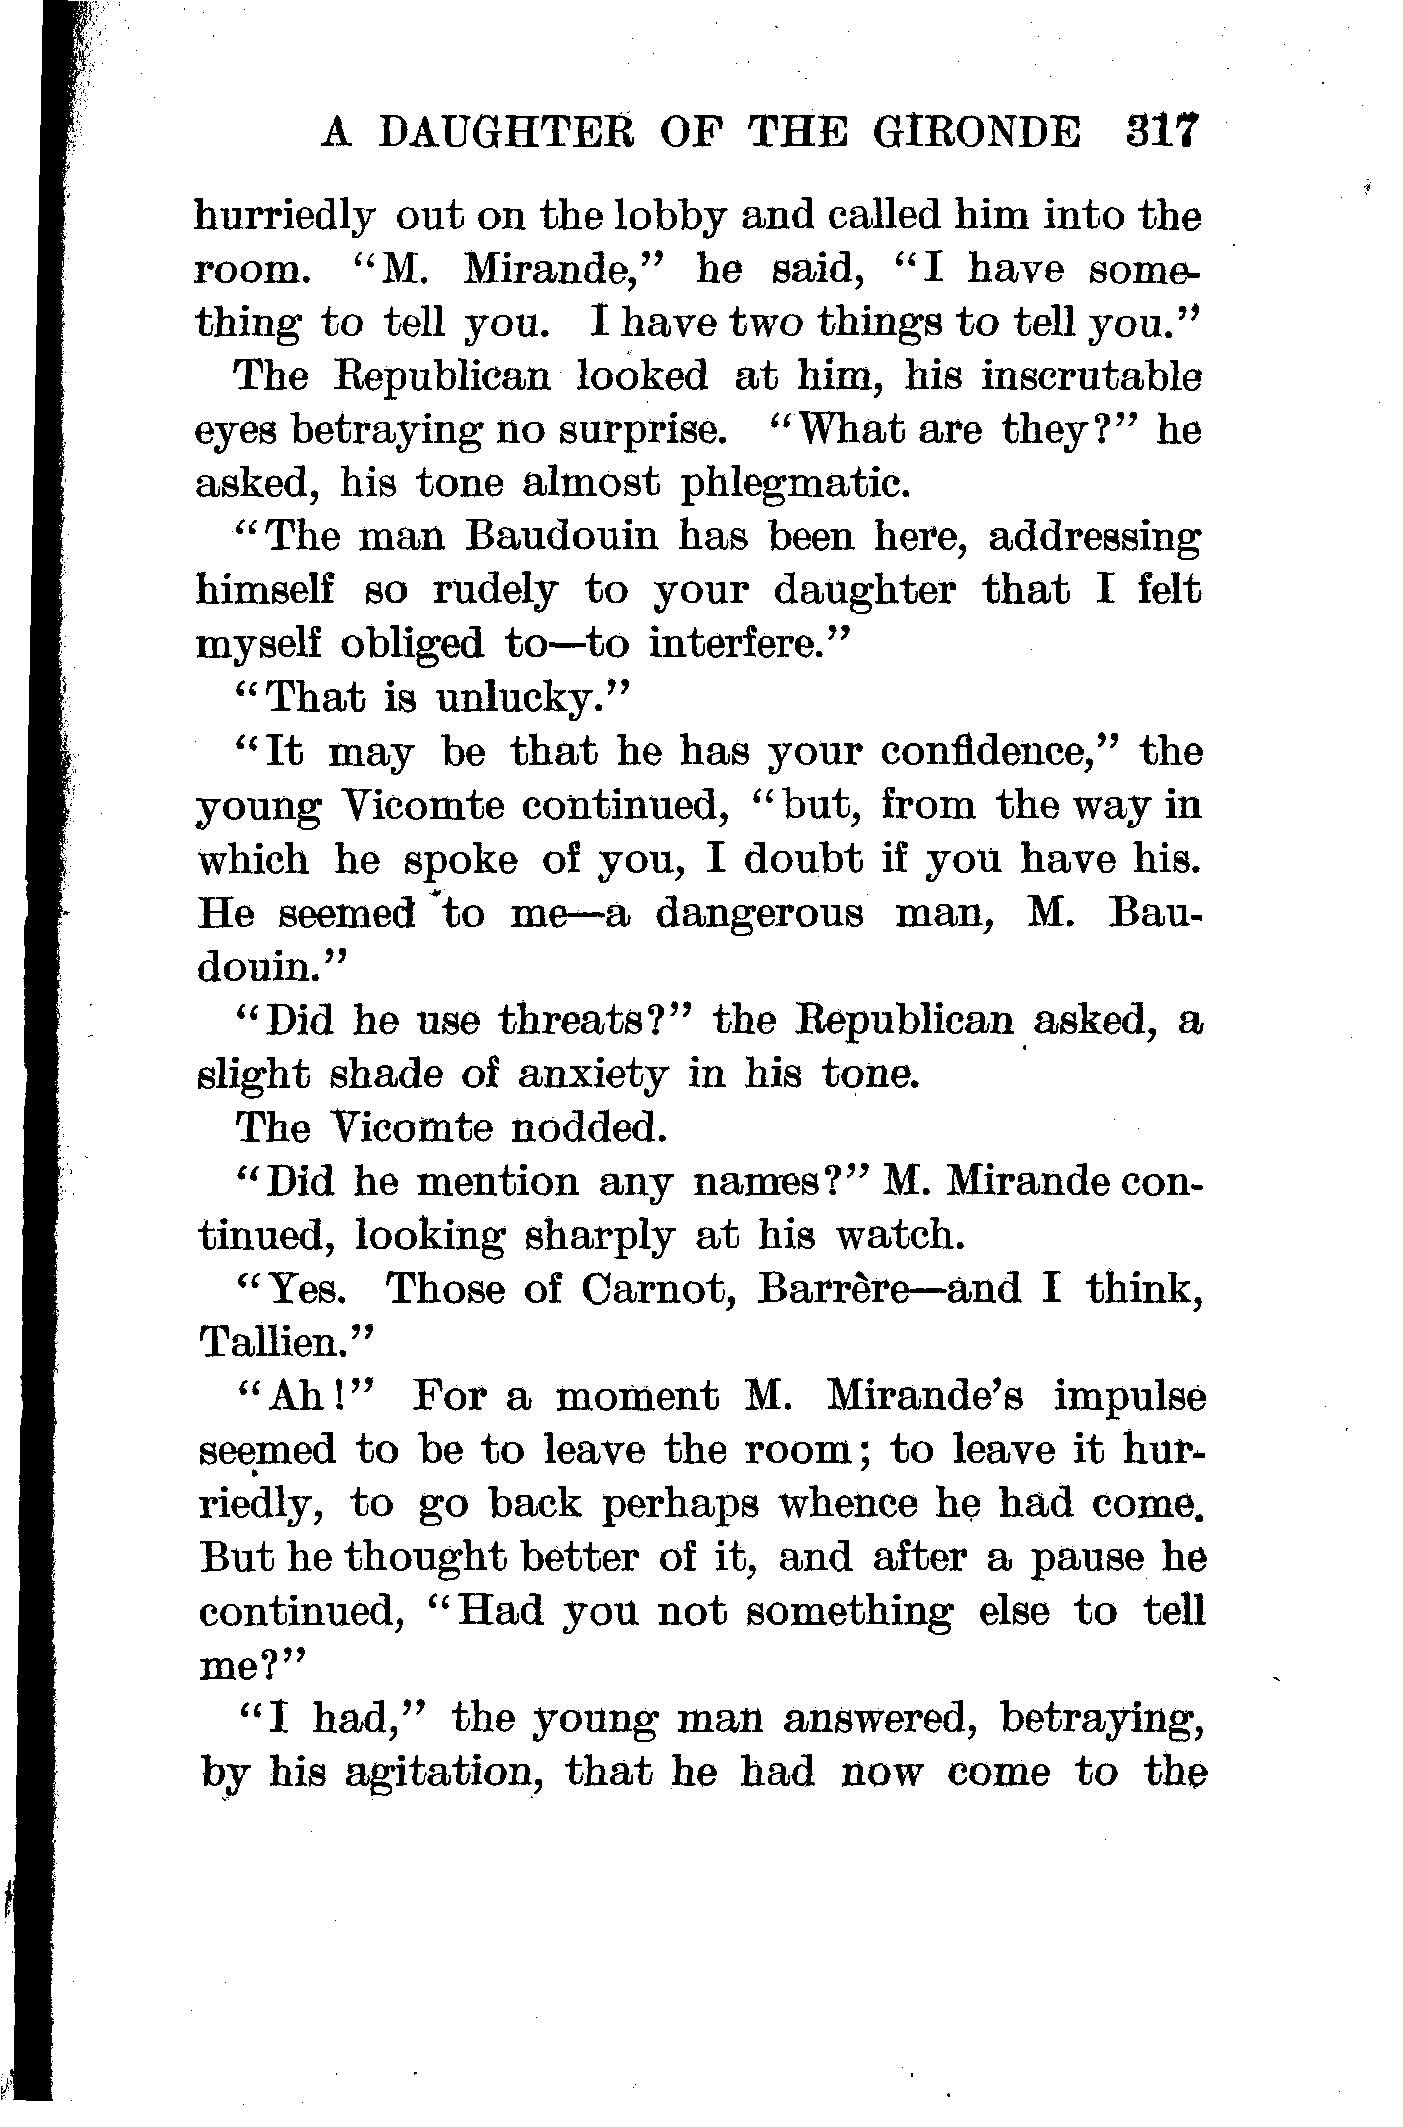 A DAUGHTER OF THE GIRONDE 317
hurriedly out on the lobby and called him into the
room. “M. Mirande,” he said, “I have some-
thing to tell you. I have two things to tell you.”
The Republican looked at him, his inscrutable
eyes betraying no surprise. “What are they?” he
asked, his tone almost phlegmatic.
“The man Baudouin has been here, addressing
himself so rudely to your daughter that I felt
myself obliged to—to interfere.”
“That is unlucky.”
“It may be that he has your confidence,” the
young Vicomte continued, “but, from the way in
which he spoke of you, I doubt if you have his.
He seemed to me—a dangerous man, M. Bau-
douin.”
“Did he use threats?” the Republican asked, a
slight shade of anxiety in his tone.
The Vicomte nodded.
“Did he mention any names?” M. Mirande con-
tinued, looking sharply at his watch.
“Yes. Those of Carnot, Barrère—and I think,
Tallien.”
“Ah!” For a moment M. Mirande’s impulse
seemed to be to leave the room; to leave it hur-
riedly, to go back perhaps whence he had come.
But he thought better of it, and after a pause he
continued, “Had you not something else to tell
me?”
“I had,” the young man answered, betraying,
by his agitation, that he had now come to the